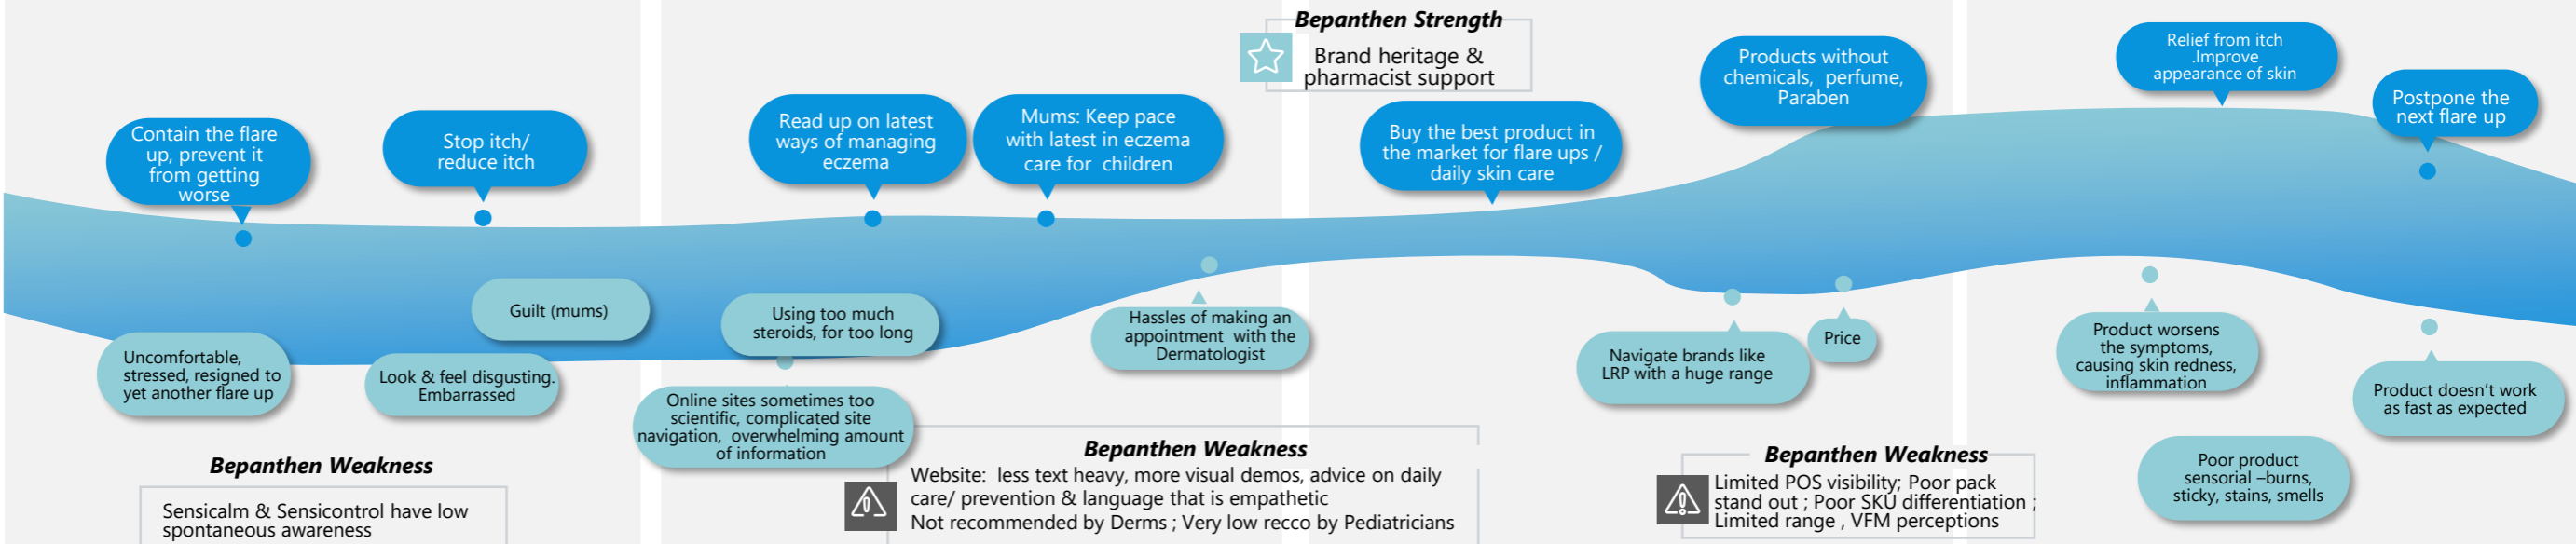 Bepanthen Strength
Brand heritage &
pharmacist support
Contain the flare
up, prevent it
from getting
worse
Stop itch/
reduce itch
Read up on latest
ways of managing
eczema
Mums: Keep pace
with latest in eczema
care for children
Buy the best product in
the market for flare ups /
daily skin care
Products without
chemicals, perfume,
Paraben
Relief from itch
.Improve
appearance of skin
Postpone the
next flare up
Uncomfortable,
stressed, resigned to
yet another flare up
Look & feel disgusting.
Embarrassed
Guilt (mums)
Using too much
steroids, for too long
Online sites sometimes too
scientific, complicated site
navigation, overwhelming amount
of information
Hassles of making an
appointment with the
Dermatologist
Navigate brands like
LRP with a huge range
Price
Product worsens
the symptoms,
causing skin redness,
inflammation
Product doesn't work
as fast as expected
Poor product
sensorial –burns,
sticky, stains, smells
Bepanthen Weakness
Sensicalm & Sensicontrol have low
spontaneous awareness
Bepanthen Weakness
Website: less text heavy, more visual demos, advice on daily
care/ prevention & language that is empathetic
Not recommended by Derms ; Very low recco by Pediatricians
Bepanthen Weakness
Limited POS visibility; Poor pack
stand out ; Poor SKU differentiation ;
Limited range , VFM perceptions